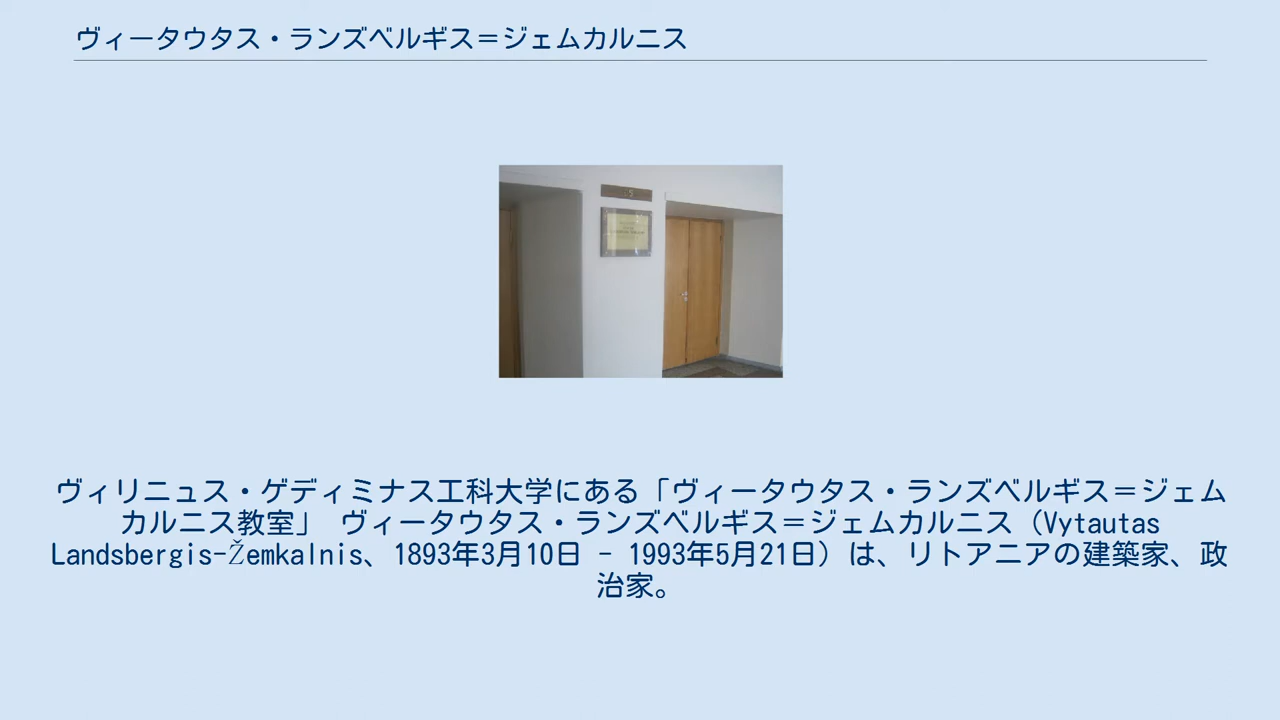 ヴィータウタス・ランズベルギス＝ジェムカルニス
ヴィリニュス・ゲディミナス工科大学にある「ヴィータウタス・ランズベルギス＝ジェム
カルニス教室」 ヴィータウタス・ランズベルギス＝ジェムカルニス（Vytautas
Landsbergis-Žemkalnis、1893年3月10日 - 1993年5月21日）は、リトアニアの建築家、政
治家。